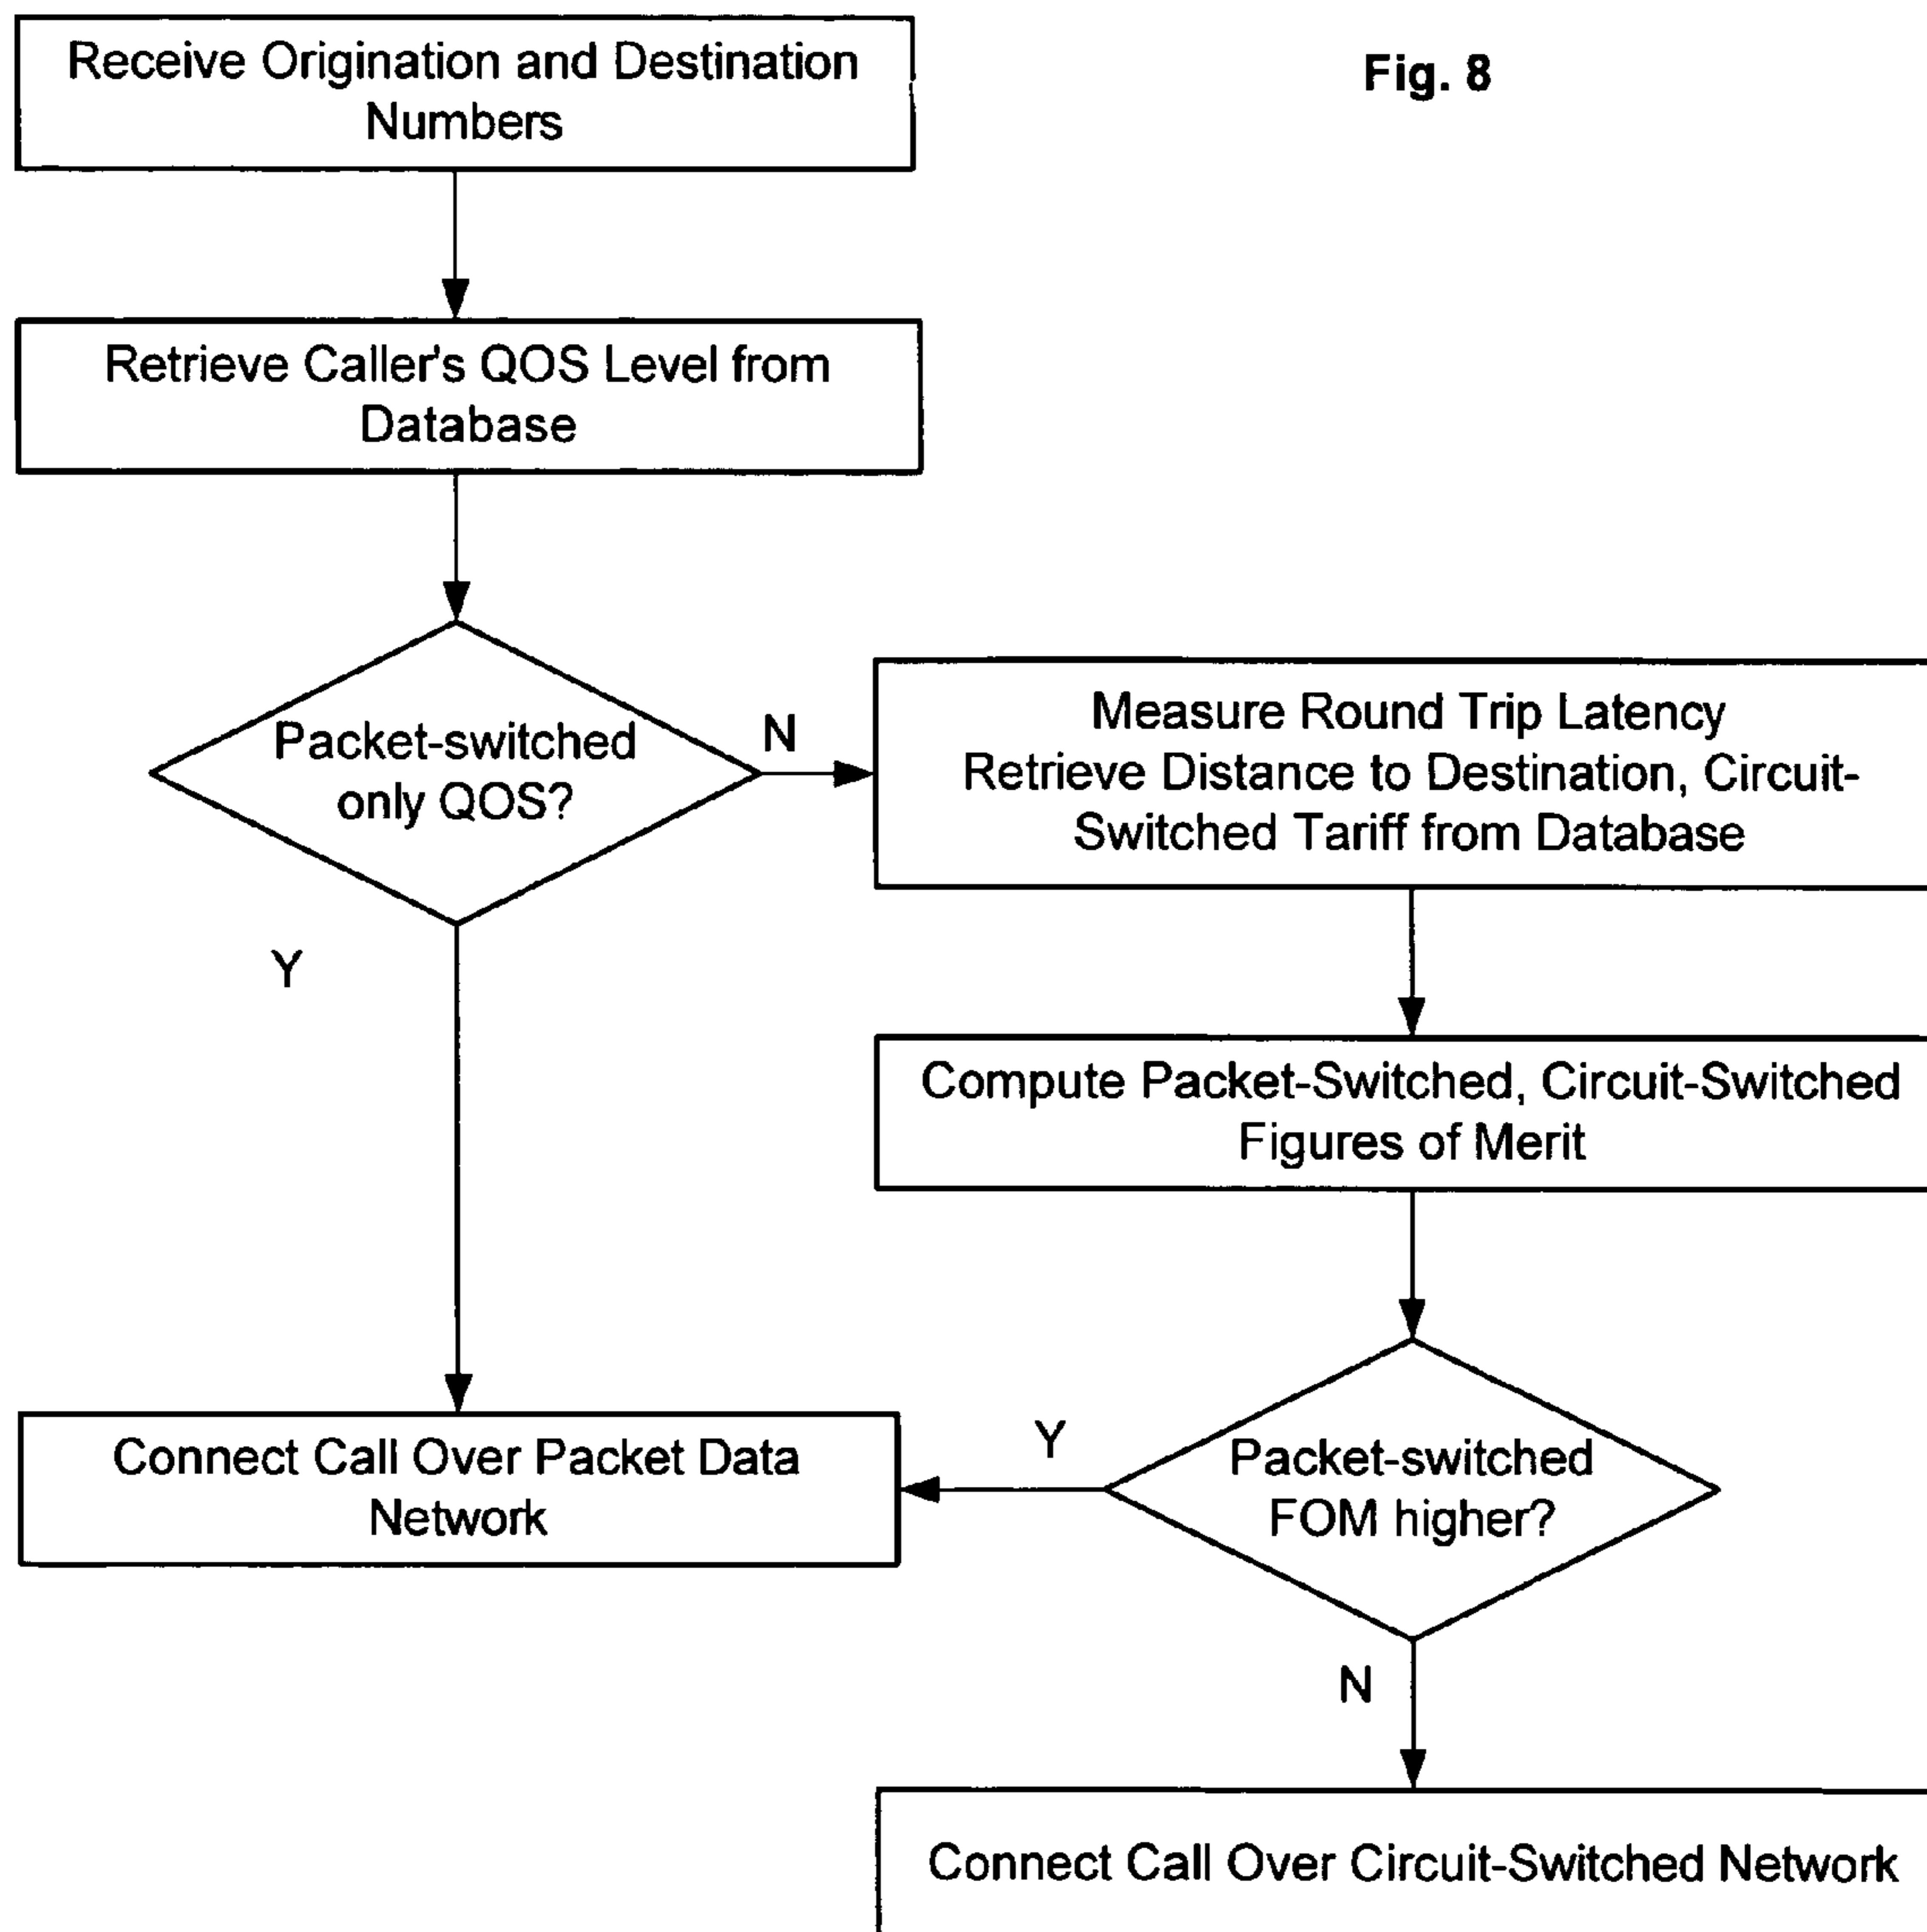 Receive Origination and Destination
Numbers
Fig. 8
Retrieve Caller's QOS Level from
Database
Packet-switched
only QOS?
N
Measure Round Trip Latency
Retrieve Distance to Destination, Circuit-
Switched Tariff from Database
Y
Compute Packet-Switched, Circuit-Switched
Figures of Merit
Connect Call Over Packet Data
Network
Y
Packet-switched
FOM higher?
N
Connect Call Over Circuit-Switched Network